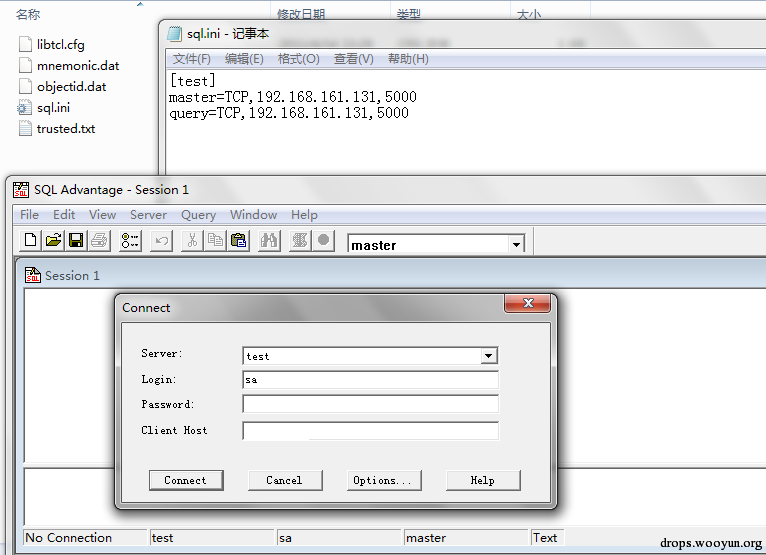 名称 修改日期 类型 大小
libtcl.cfg
mnemonic.dat
objectid.dat
sql.ini
trusted.txt
sql.ini - 记事本
文件(F) 编辑(E) 格式(O) 查看(V) 帮助(H)
[test]
master=TCP,192.168.161.131,5000
query=TCP,192.168.161.131,5000
SQL Advantage - Session 1
File Edit View Server Query Window Help
master
Session 1
Connect
Server: test
Login: sa
Password:
Client Host
Connect Cancel Options... Help
No Connection test sa master Text
drops.wooyun.org